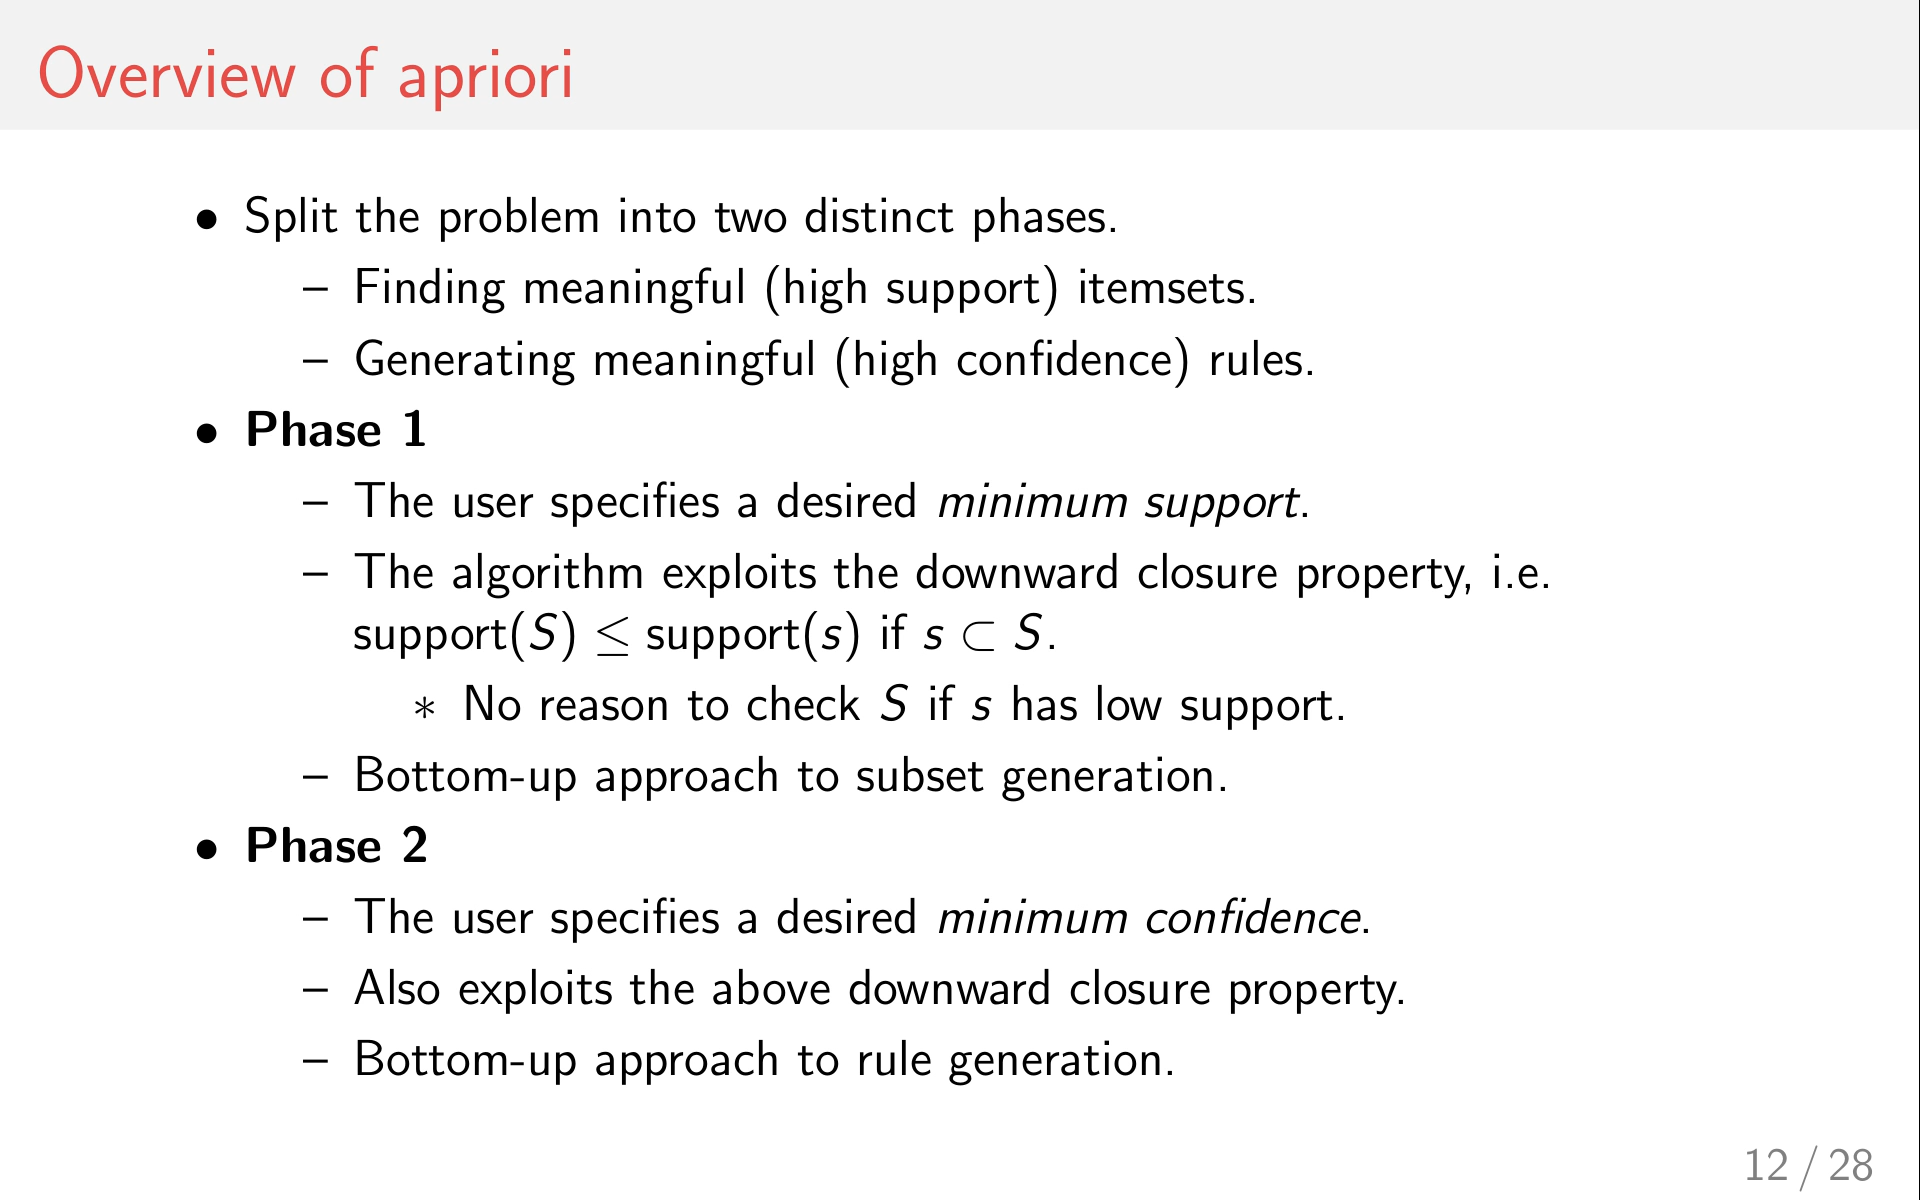 Overview of apriori
• Split the problem into two distinct phases.
– Finding meaningful (high support) itemsets.
– Generating meaningful (high confidence) rules.
• Phase 1
– The user specifies a desired minimum support.
– The algorithm exploits the downward closure property, i.e.
support(S) ≤ support(s) if s ⊂ S.
∗ No reason to check S if s has low support.
– Bottom-up approach to subset generation.
• Phase 2
– The user specifies a desired minimum confidence.
– Also exploits the above downward closure property.
– Bottom-up approach to rule generation.
12 / 28